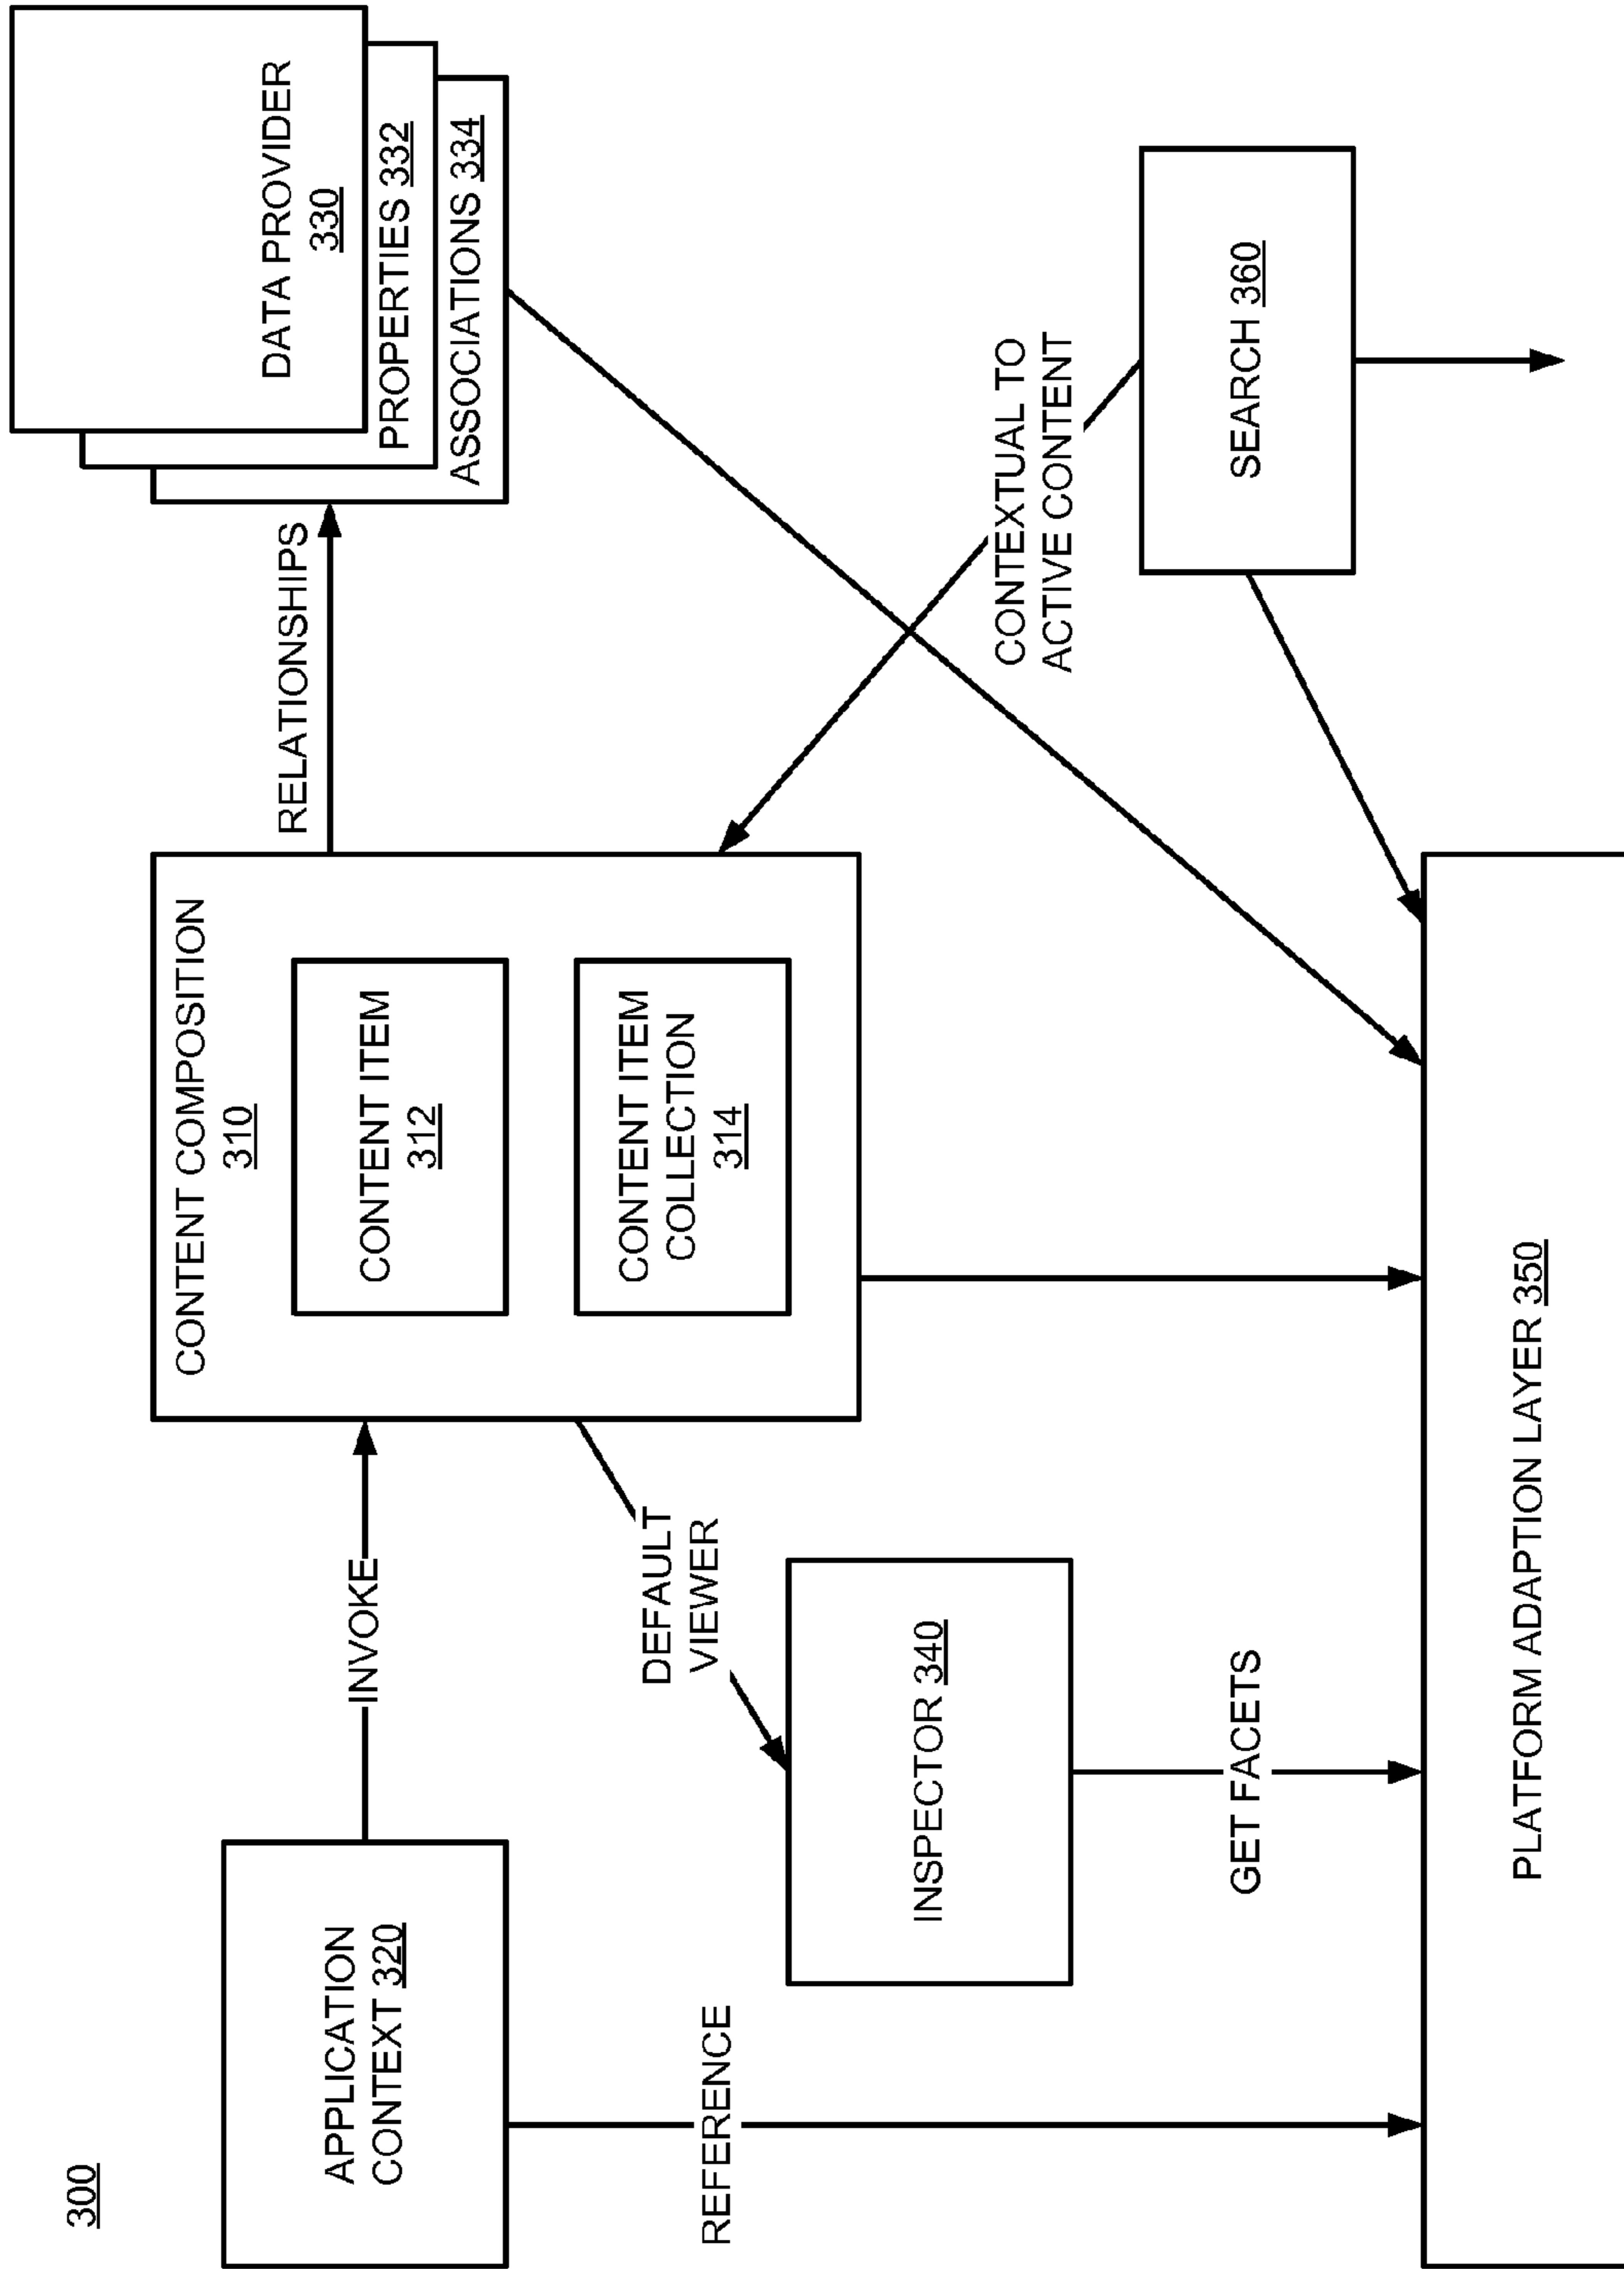 300
APPLICATION
CONTEXT 320
INVOKE
CONTENT COMPOSITION
310
CONTENT ITEM
312
CONTENT ITEM
COLLECTION
314
RELATIONSHIPS
DATA PROVIDER
330
PROPERTIES 332
ASSOCIATIONS 334
DEFAULT
VIEWER
INSPECTOR 340
REFERENCE
GET FACETS
CONTEXTUAL TO
ACTIVE CONTENT
SEARCH 360
PLATFORM ADAPTION LAYER 350